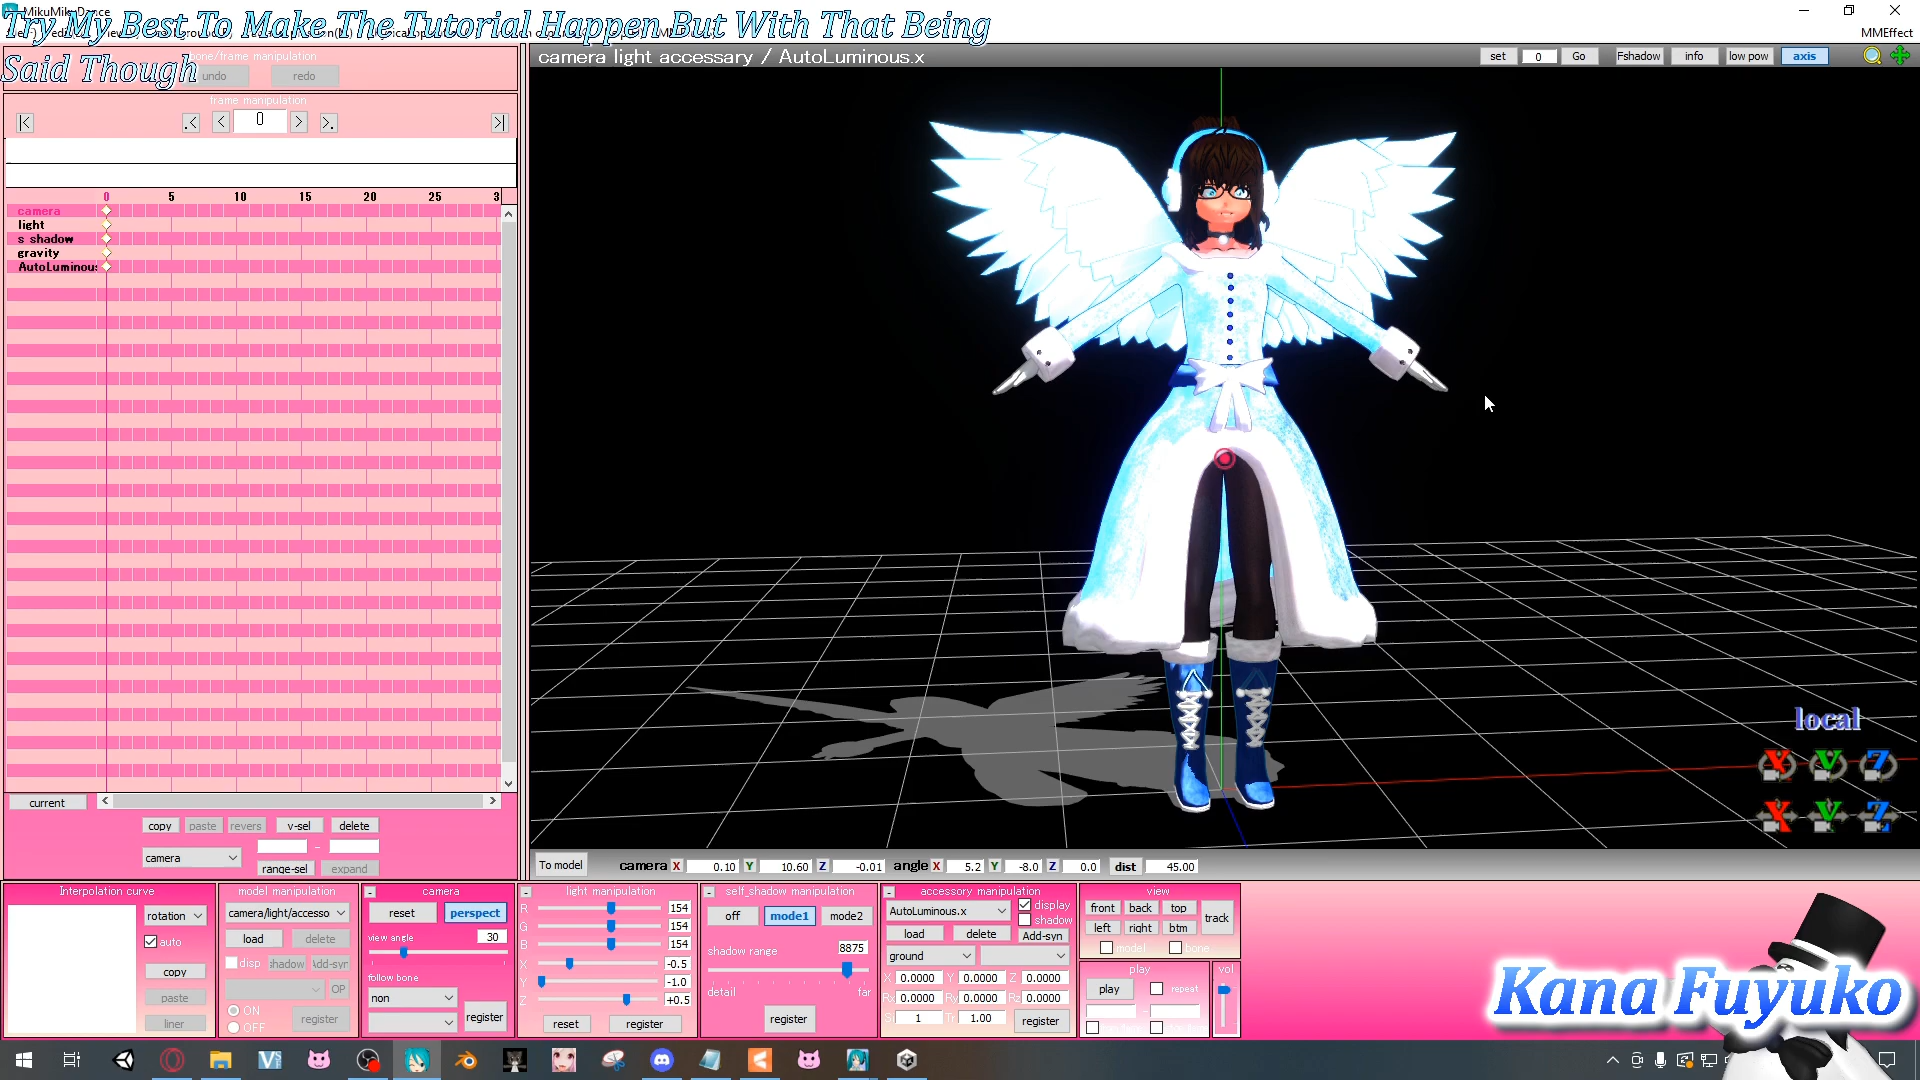 MikuMikuDance
Try My Best To Make The Tutorial Happen But With That Being
Said Though
MMEffect
bone/frame manipulation
undo redo
camera light accessary / AutoLuminous.x
set 0 Go Fshadow info low pow axis
frame manipulation
|< .< < 0 > >. >|
0 5 10 15 20 25 3
camera
light
s shadow
gravity
AutoLuminou:
local
X Y Z
X Y Z
current
copy paste revers v-sel delete
camera -
range-sel expand
To model camera X 0.10 Y 10.60 Z -0.01 angle X 5.2 Y -8.0 Z 0.0 dist 45.00
Interpolation curve
rotation
auto
copy
paste
liner
model manipulation
camera/light/accesso
load delete
disp shadow Add-syn
OP
ON
OFF
register
- camera
reset perspect
view angle 30
follow bone
non
register
- light manipulation
R 154
G 154
B 154
X -0.5
Y -1.0
Z +0.5
reset register
- self_shadow manipulation
off mode1 mode2
shadow range 8875
detail far
register
- accessory manipulation
AutoLuminous.x display
shadow
load delete Add-syn
ground
X 0.0000 Y 0.0000 Z 0.0000
Rx 0.0000 Ry 0.0000 Rz 0.0000
S 1 Tr 1.00 register
view
front back top
left right btm
track
model bone
play
play repeat
-
vol
Kana Fuyuko